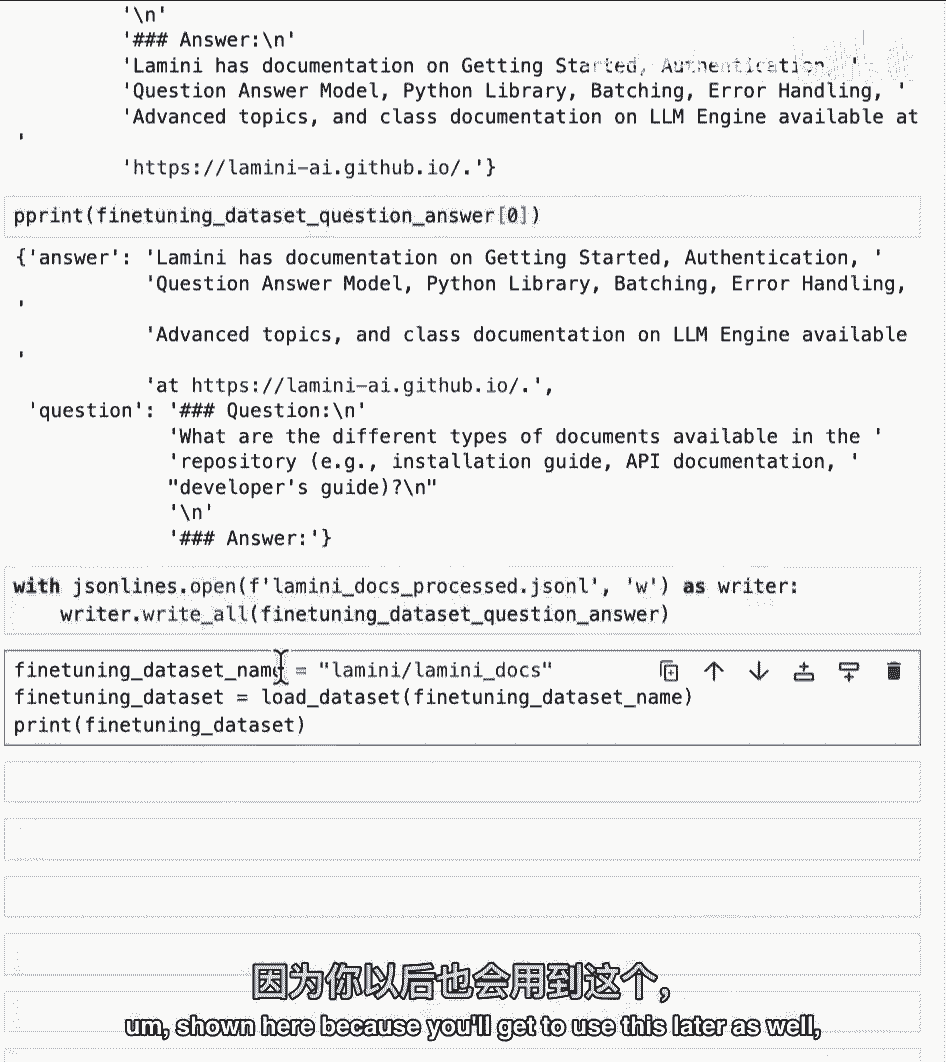 '\n'
'### Answer:\n'
'Lamini has documentation on Getting Started, Authentication, '
'Question Answer Model, Python Library, Batching, Error Handling, '
'Advanced topics, and class documentation on LLM Engine available at
'
'https://lamini-ai.github.io/.'}
pprint(finetuning_dataset_question_answer[0])
{'answer': 'Lamini has documentation on Getting Started, Authentication, '
'Question Answer Model, Python Library, Batching, Error Handling,
'
'Advanced topics, and class documentation on LLM Engine available
'
'at https://lamini-ai.github.io/.',
'question': '### Question:\n'
'What are the different types of documents available in the '
'repository (e.g., installation guide, API documentation, '
"developer's guide)?\n"
'\n'
'### Answer:'}
with jsonlines.open(f'lamini_docs_processed.jsonl', 'w') as writer:
writer.write_all(finetuning_dataset_question_answer)
finetuning_dataset_name = "lamini/lamini_docs"
finetuning_dataset = load_dataset(finetuning_dataset_name)
print(finetuning_dataset)
因为你以后也会用到这个，
um, shown here because you'll get to use this later as well,